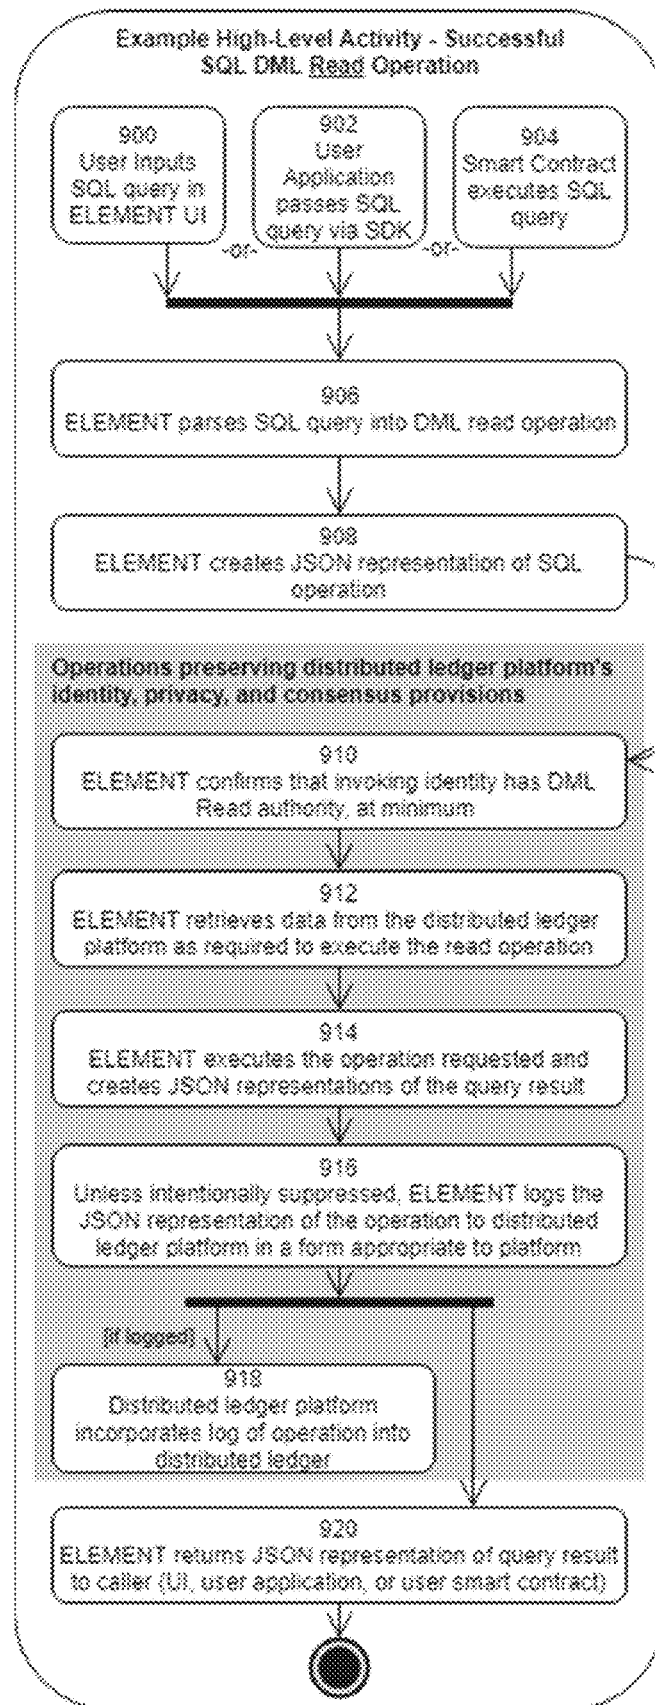 Example High-Level Activity - Successful
SQL DML Read Operation
900
User Inputs
SQL query in
ELEMENT UI
902
User
Application
passes SQL
query via SDK
904
Smart Contract
executes SQL
query
-or-
-or-
906
ELEMENT parses SQL query into DML read operation
908
ELEMENT creates JSON representation of SQL
operation
Operations preserving distributed ledger platform's
identity, privacy, and consensus provisions
910
ELEMENT confirms that invoking identity has DML
Read authority, at minimum
912
ELEMENT retrieves data from the distributed ledger
platform as required to execute the read operation
914
ELEMENT executes the operation requested and
creates JSON representations of the query result
916
Unless intentionally suppressed, ELEMENT logs the
JSON representation of the operation to distributed
ledger platform in a form appropriate to platform
[if logged]
918
Distributed ledger platform
incorporates log of operation into
distributed ledger
920
ELEMENT returns JSON representation of query result
to caller (UI, user application, or user smart contract)